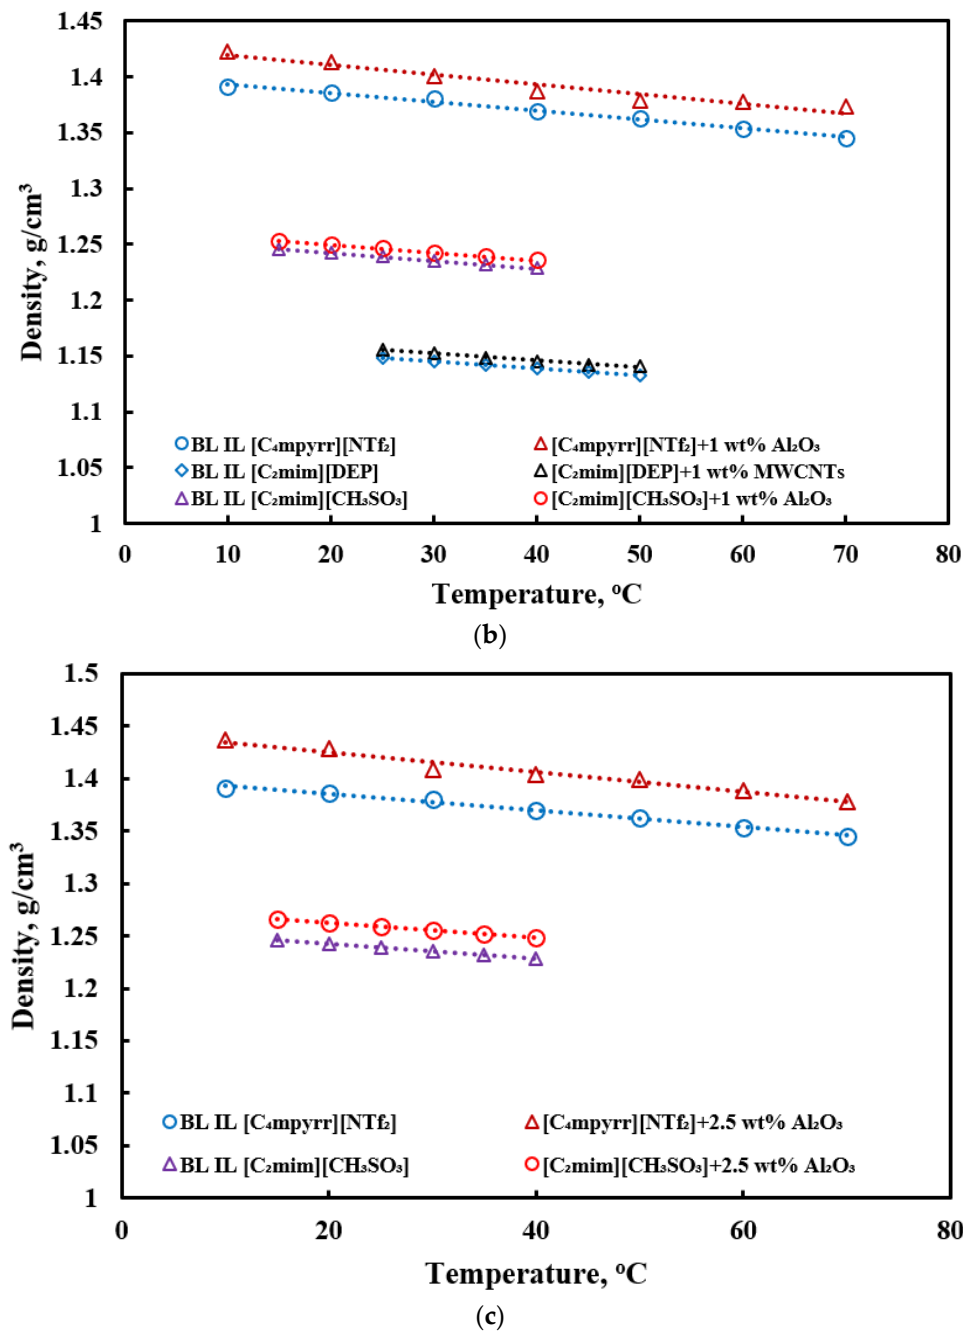 1.45
1.4
1.35
1.3
1.25
1.2
1.15
1.1
1.05
1
Density, g/cm³
BL IL [C₄mpyrr][NTf₂] [C₄mpyrr][NTf₂]+1 wt% Al₂O₃
BL IL [C₂mim][DEP] [C₂mim][DEP]+1 wt% MWCNTs
BL IL [C₂mim][CH₃SO₃] [C₂mim][CH₃SO₃]+1 wt% Al₂O₃
0 10 20 30 40 50 60 70 80
Temperature, ᵒC
(b)
1.5
1.45
1.4
1.35
1.3
1.25
1.2
1.15
1.1
1.05
1
Density, g/cm³
BL IL [C₄mpyrr][NTf₂] [C₄mpyrr][NTf₂]+2.5 wt% Al₂O₃
BL IL [C₂mim][CH₃SO₃] [C₂mim][CH₃SO₃]+2.5 wt% Al₂O₃
0 20 40 60 80
Temperature, ᵒC
(c)